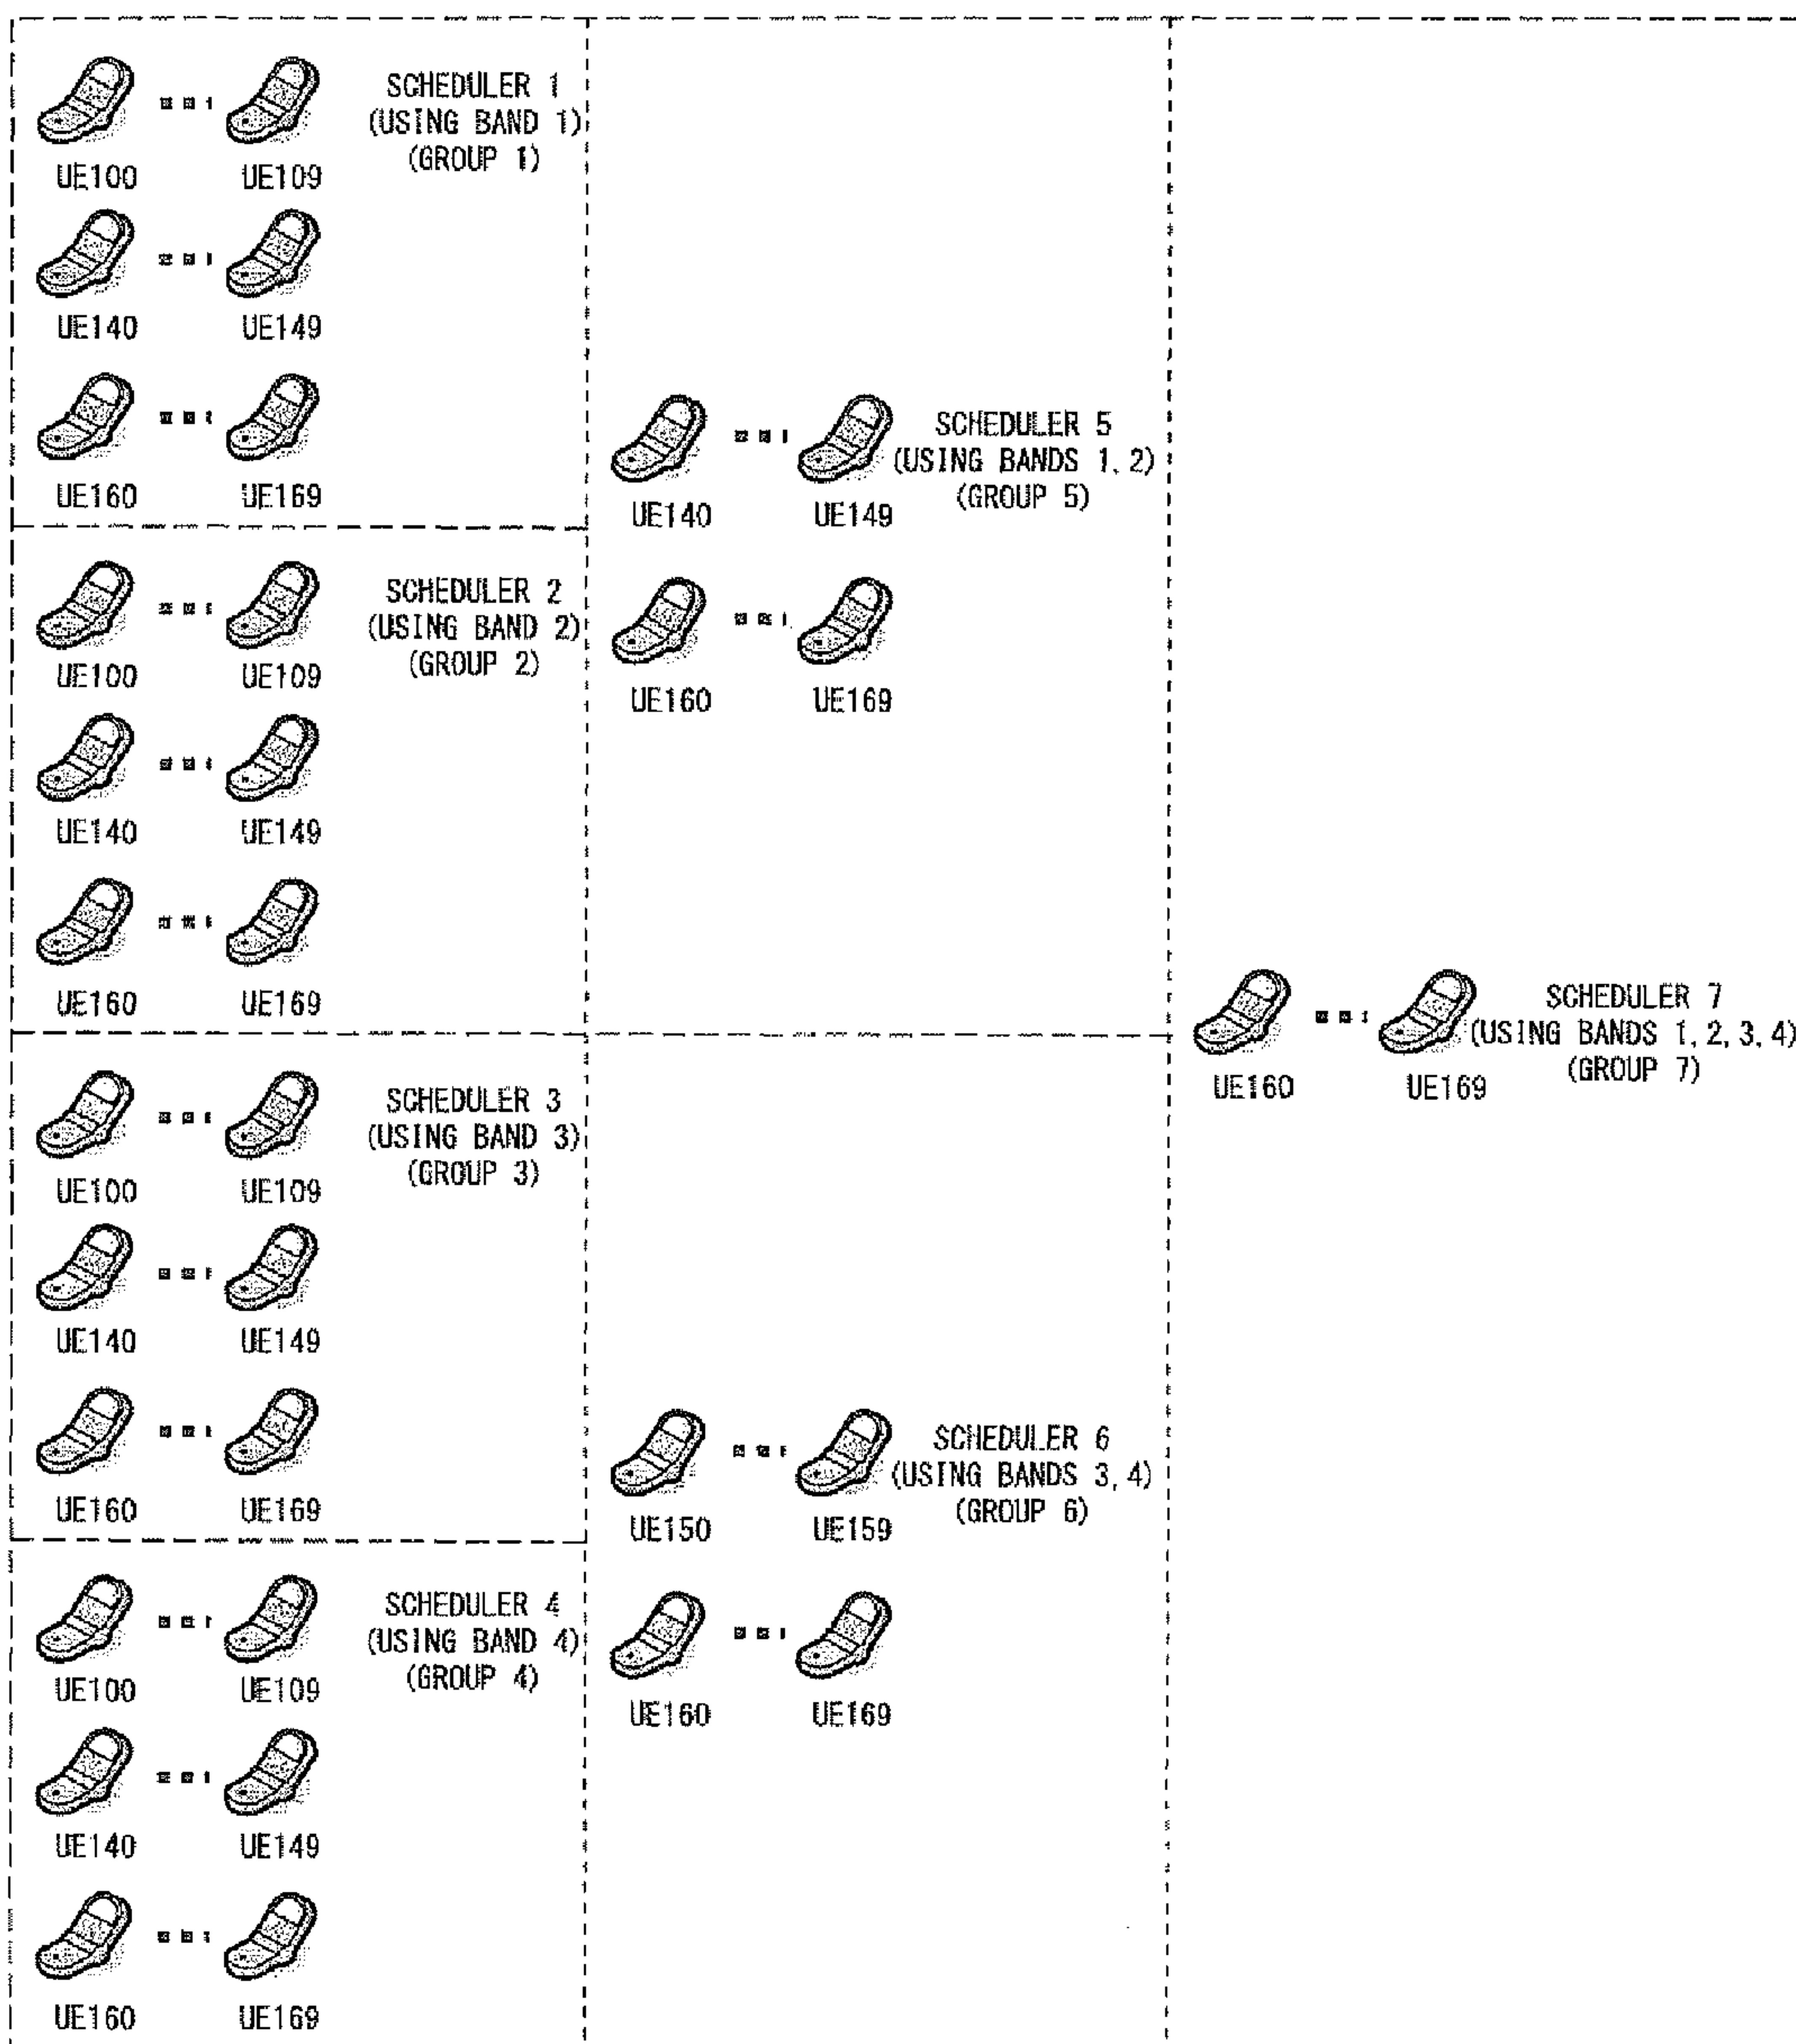 SCHEDULER 1
(USING BAND 1)
(GROUP 1)
UE100 UE109
UE140 UE149
UE160 UE169
SCHEDULER 2
(USING BAND 2)
(GROUP 2)
UE100 UE109
UE140 UE149
UE160 UE169
SCHEDULER 3
(USING BAND 3)
(GROUP 3)
UE100 UE109
UE140 UE149
UE160 UE169
SCHEDULER 4
(USING BAND 4)
(GROUP 4)
UE100 UE109
UE140 UE149
UE160 UE169
SCHEDULER 5
(USING BANDS 1, 2)
(GROUP 5)
UE140 UE149
UE160 UE169
SCHEDULER 6
(USING BANDS 3, 4)
(GROUP 6)
UE150 UE159
UE160 UE169
SCHEDULER 7
(USING BANDS 1, 2, 3, 4)
(GROUP 7)
UE160 UE169